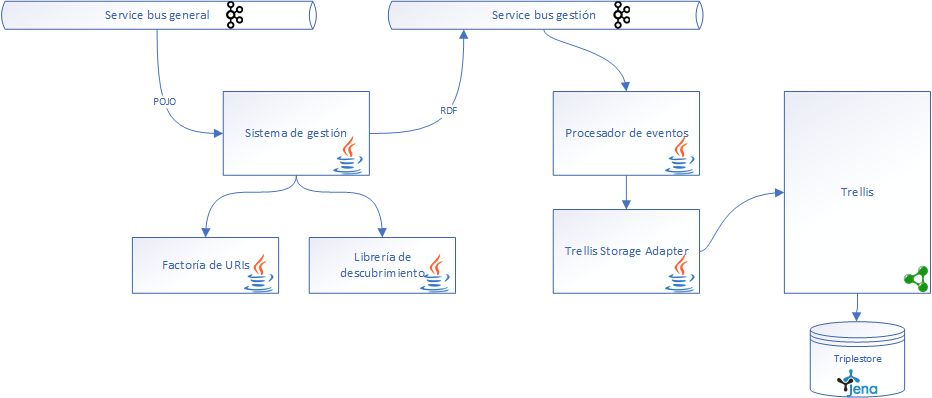 Service bus general
Service bus gestión
POJO
RDF
Sistema de gestión
Procesador de eventos
Trellis
Factoría de URIs
Librería de
descubrimiento
Trellis Storage Adapter
Triplestore
jena